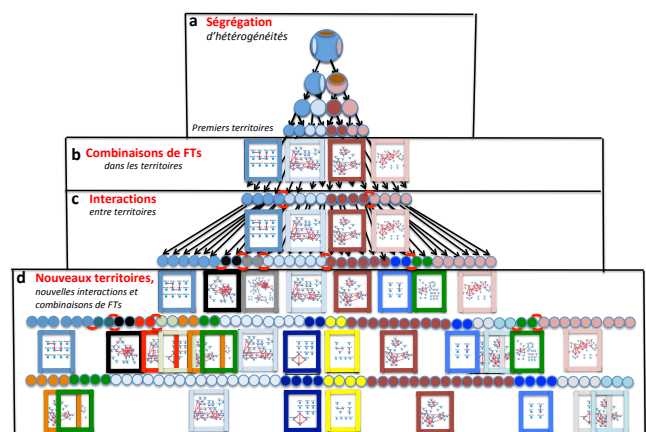 a Ségrégation
d'hétérogénéités
Premiers territoires
b Combinaisons de FTs
dans les territoires
c Interactions
entre territoires
d Nouveaux territoires,
nouvelles interactions et
combinaisons de FTs